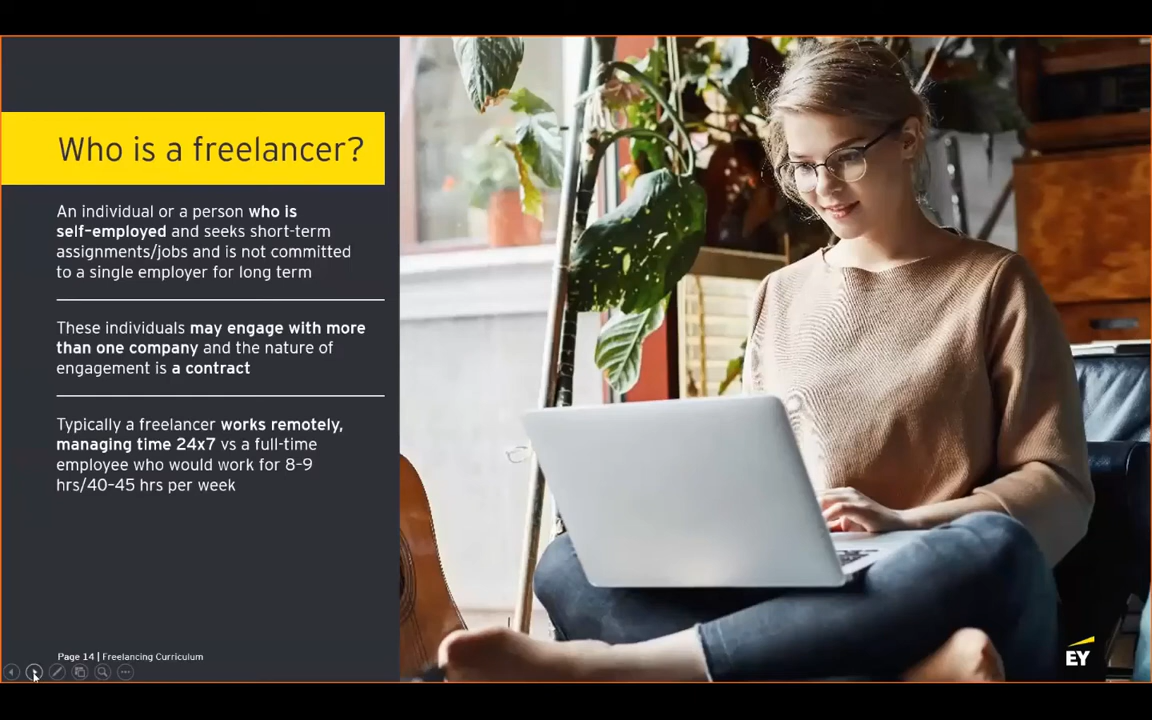 Who is a freelancer?
An individual or a person who is
self-employed and seeks short-term
assignments/jobs and is not committed
to a single employer for long term
These individuals may engage with more
than one company and the nature of
engagement is a contract
Typically a freelancer works remotely,
managing time 24x7 vs a full-time
employee who would work for 8-9
hrs/40-45 hrs per week
Page 14 | Freelancing Curriculum
EY